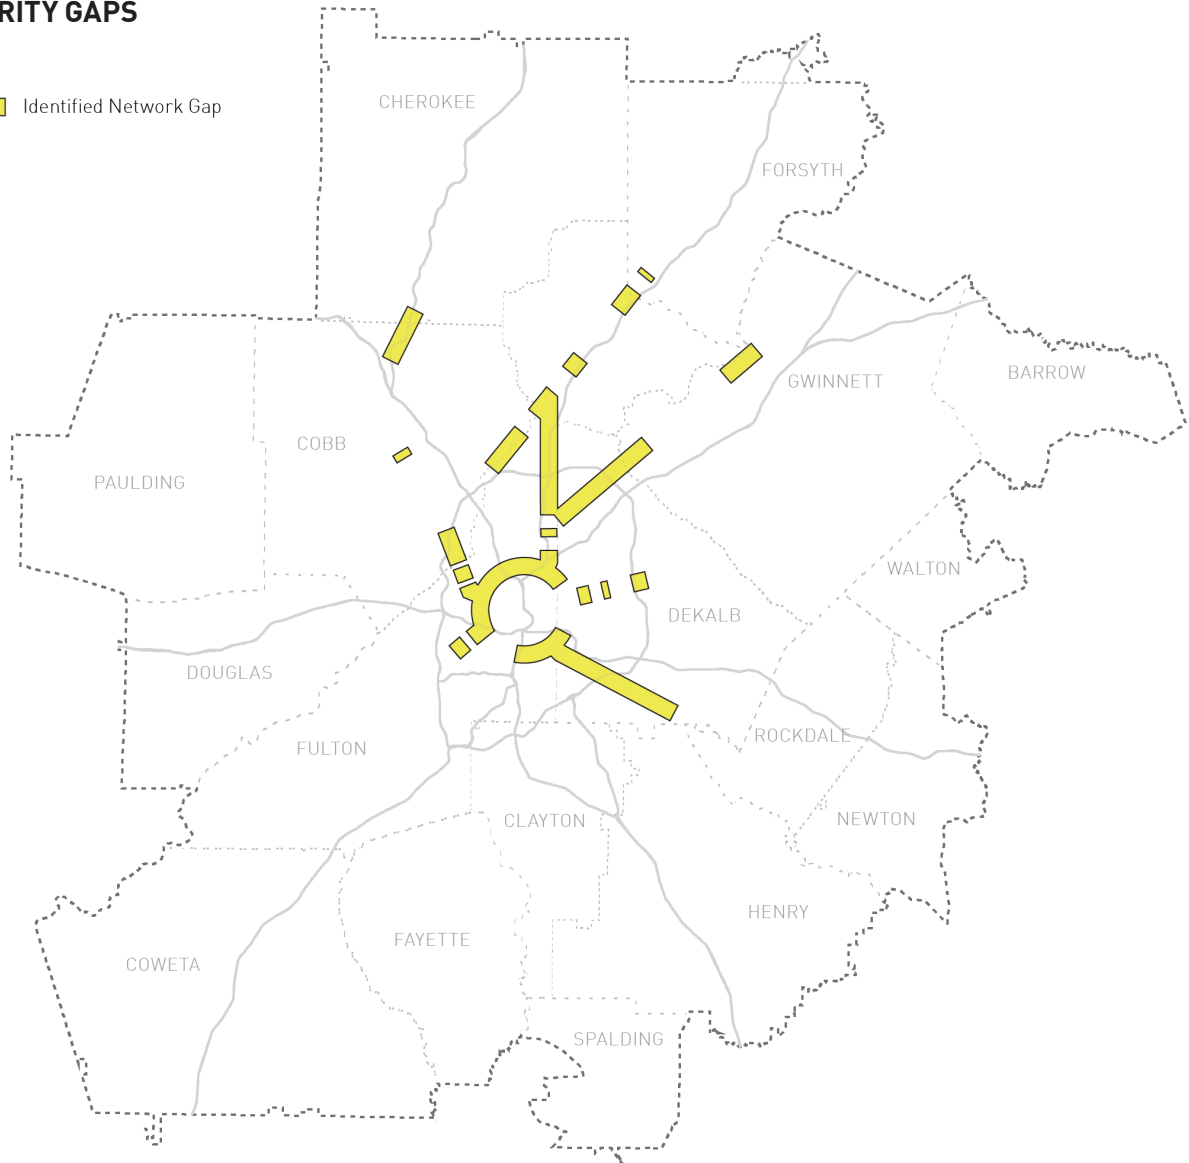 RITY GAPS
Identified Network Gap
CHEROKEE
FORSYTH
BARROW
GWINNETT
COBB
PAULDING
WALTON
DEKALB
DOUGLAS
ROCKDALE
FULTON
NEWTON
CLAYTON
HENRY
FAYETTE
COWETA
SPALDING